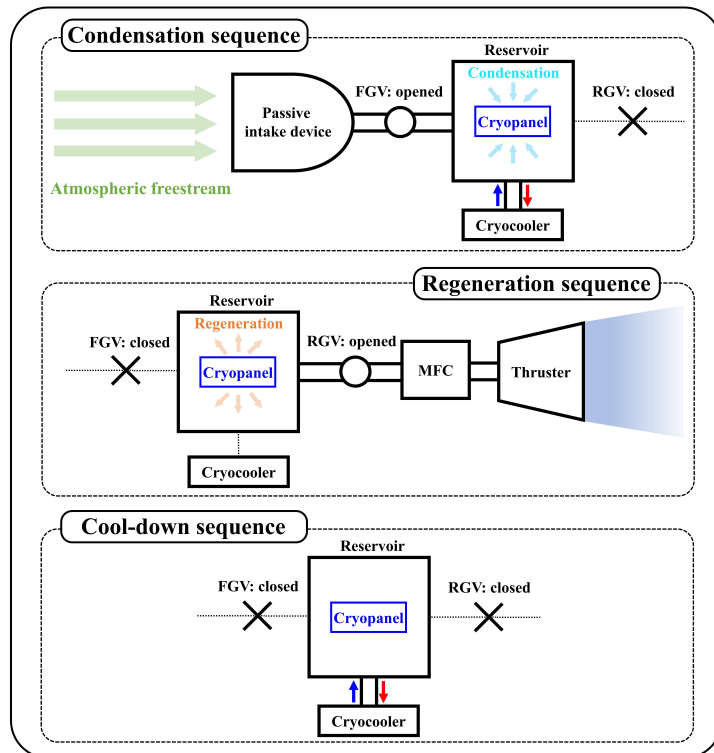 Condensation sequence
Reservoir
Condensation
FGV: opened
RGV: closed
Passive
intake device
Cryopanel
Atmospheric freestream
Cryocooler
Regeneration sequence
Reservoir
Regeneration
FGV: closed
RGV: opened
Cryopanel
MFC
Thruster
Cryocooler
Cool-down sequence
Reservoir
FGV: closed
RGV: closed
Cryopanel
Cryocooler